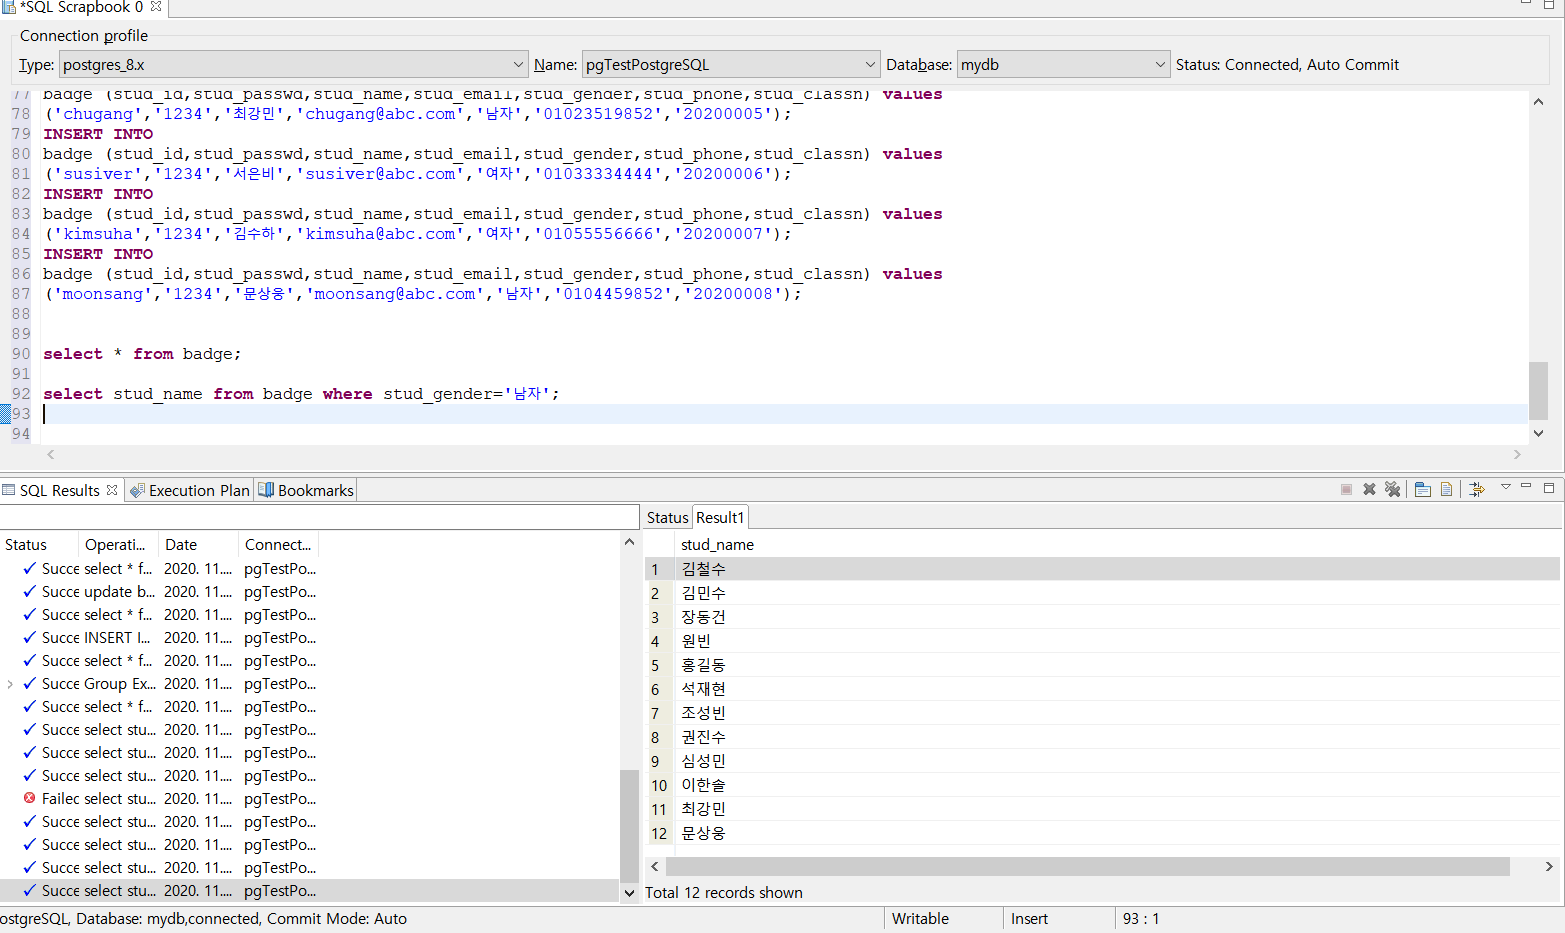 *SQL Scrapbook 0
Connection profile
Type: postgres_8.x Name: pgTestPostgreSQL Database: mydb Status: Connected, Auto Commit
77 badge (stud_id,stud_passwd,stud_name,stud_email,stud_gender,stud_phone,stud_classn) values
78 ('chugang','1234','최강민','chugang@abc.com','남자','01023519852','20200005');
79 INSERT INTO
80 badge (stud_id,stud_passwd,stud_name,stud_email,stud_gender,stud_phone,stud_classn) values
81 ('susiver','1234','서은비','susiver@abc.com','여자','01033334444','20200006');
82 INSERT INTO
83 badge (stud_id,stud_passwd,stud_name,stud_email,stud_gender,stud_phone,stud_classn) values
84 ('kimsuha','1234','김수하','kimsuha@abc.com','여자','01055556666','20200007');
85 INSERT INTO
86 badge (stud_id,stud_passwd,stud_name,stud_email,stud_gender,stud_phone,stud_classn) values
87 ('moonsang','1234','문상웅','moonsang@abc.com','남자','0104459852','20200008');
88
89
90 select * from badge;
91
92 select stud_name from badge where stud_gender='남자';
93
94
SQL Results Execution Plan Bookmarks
Status Operati... Date Connect...
Succe select * f... 2020. 11.... pgTestPo...
Succe update b... 2020. 11.... pgTestPo...
Succe select * f... 2020. 11.... pgTestPo...
Succe INSERT I... 2020. 11.... pgTestPo...
Succe select * f... 2020. 11.... pgTestPo...
Succe Group Ex... 2020. 11.... pgTestPo...
Succe select * f... 2020. 11.... pgTestPo...
Succe select stu... 2020. 11.... pgTestPo...
Succe select stu... 2020. 11.... pgTestPo...
Succe select stu... 2020. 11.... pgTestPo...
Failec select stu... 2020. 11.... pgTestPo...
Succe select stu... 2020. 11.... pgTestPo...
Succe select stu... 2020. 11.... pgTestPo...
Succe select stu... 2020. 11.... pgTestPo...
Succe select stu... 2020. 11.... pgTestPo...
Status Result1
stud_name
1 김철수
2 김민수
3 장동건
4 원빈
5 홍길동
6 석재현
7 조성빈
8 권진수
9 심성민
10 이한솔
11 최강민
12 문상웅
Total 12 records shown
ostgreSQL, Database: mydb,connected, Commit Mode: Auto Writable Insert 93 : 1